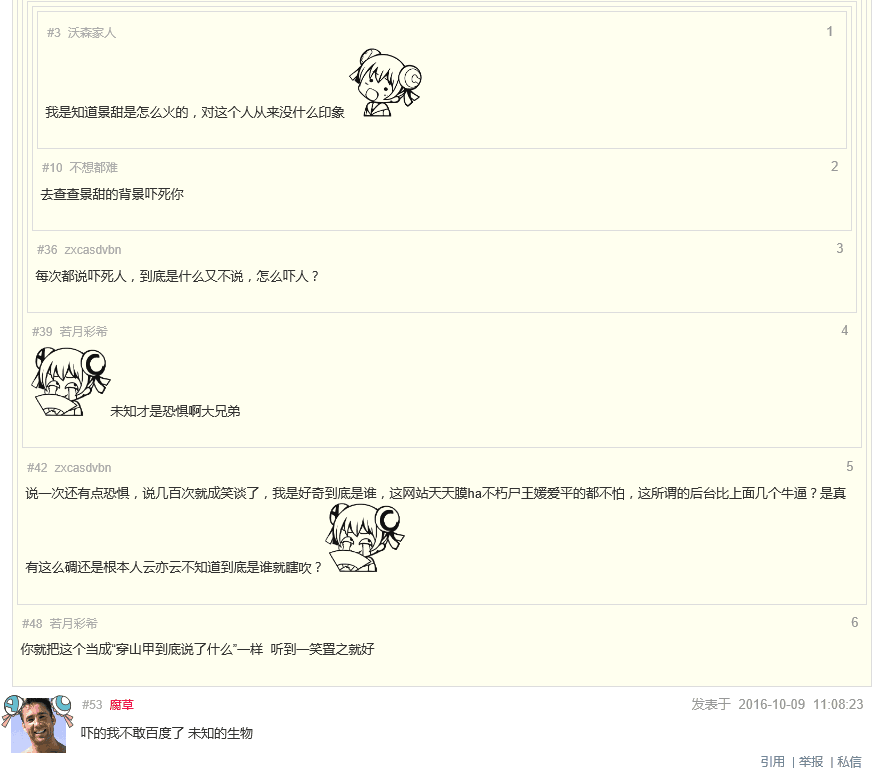 #3 沃森家人 1
我是知道景甜是怎么火的，对这个人从来没什么印象
#10 不想都难 2
去查查景甜的背景吓死你
#36 zxcasdvbn 3
每次都说吓死人，到底是什么又不说，怎么吓人？
#39 若月彩希 4
未知才是恐惧啊大兄弟
#42 zxcasdvbn 5
说一次还有点恐惧，说几百次就成笑谈了，我是好奇到底是谁，这网站天天膜ha不朽尸王媛爱平的都不怕，这所谓的后台比上面几个牛逼？是真
有这么碉还是根本人云亦云不知道到底是谁就瞎吹？
#48 若月彩希 6
你就把这个当成“穿山甲到底说了什么”一样 听到一笑置之就好
#53 腐草 发表于 2016-10-09 11:08:23
吓的我不敢百度了 未知的生物
引用 | 举报 | 私信